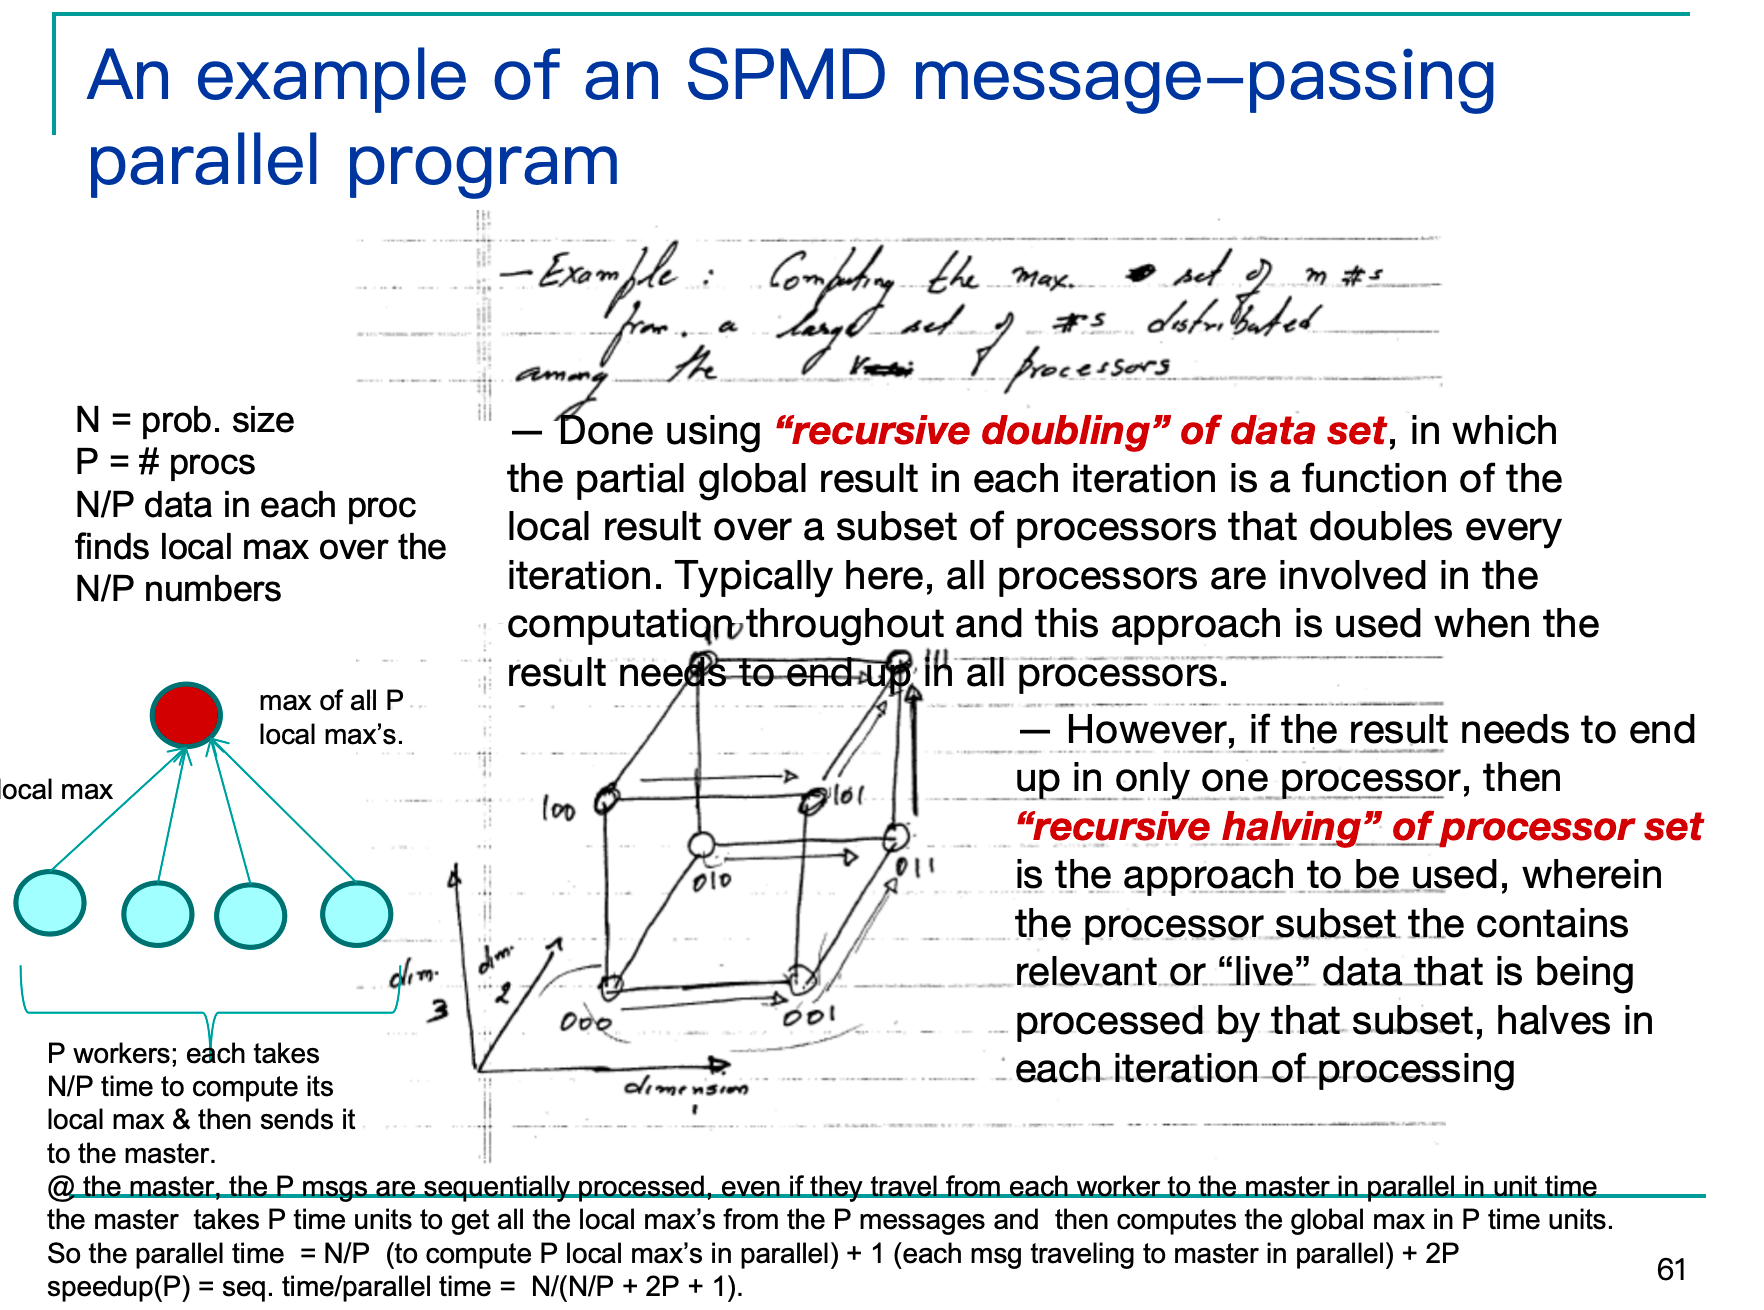 An example of an SPMD message-passing
parallel program
— Example : Computing the max. set of m #s
from a large set of #s distributed
among the P processors
N = prob. size
P = # procs
N/P data in each proc
finds local max over the
N/P numbers
— Done using “recursive doubling” of data set, in which
the partial global result in each iteration is a function of the
local result over a subset of processors that doubles every
iteration. Typically here, all processors are involved in the
computation throughout and this approach is used when the
result needs to end up in all processors.
110
111
max of all P
local max’s.
local max
— However, if the result needs to end
up in only one processor, then
“recursive halving” of processor set
is the approach to be used, wherein
the processor subset the contains
relevant or “live” data that is being
processed by that subset, halves in
each iteration of processing
100
101
010
011
000
001
dim.
3
dim.
2
dimension
1
P workers; each takes
N/P time to compute its
local max & then sends it
to the master.
@ the master, the P msgs are sequentially processed, even if they travel from each worker to the master in parallel in unit time
the master takes P time units to get all the local max’s from the P messages and then computes the global max in P time units.
So the parallel time = N/P (to compute P local max’s in parallel) + 1 (each msg traveling to master in parallel) + 2P
speedup(P) = seq. time/parallel time = N/(N/P + 2P + 1).
61